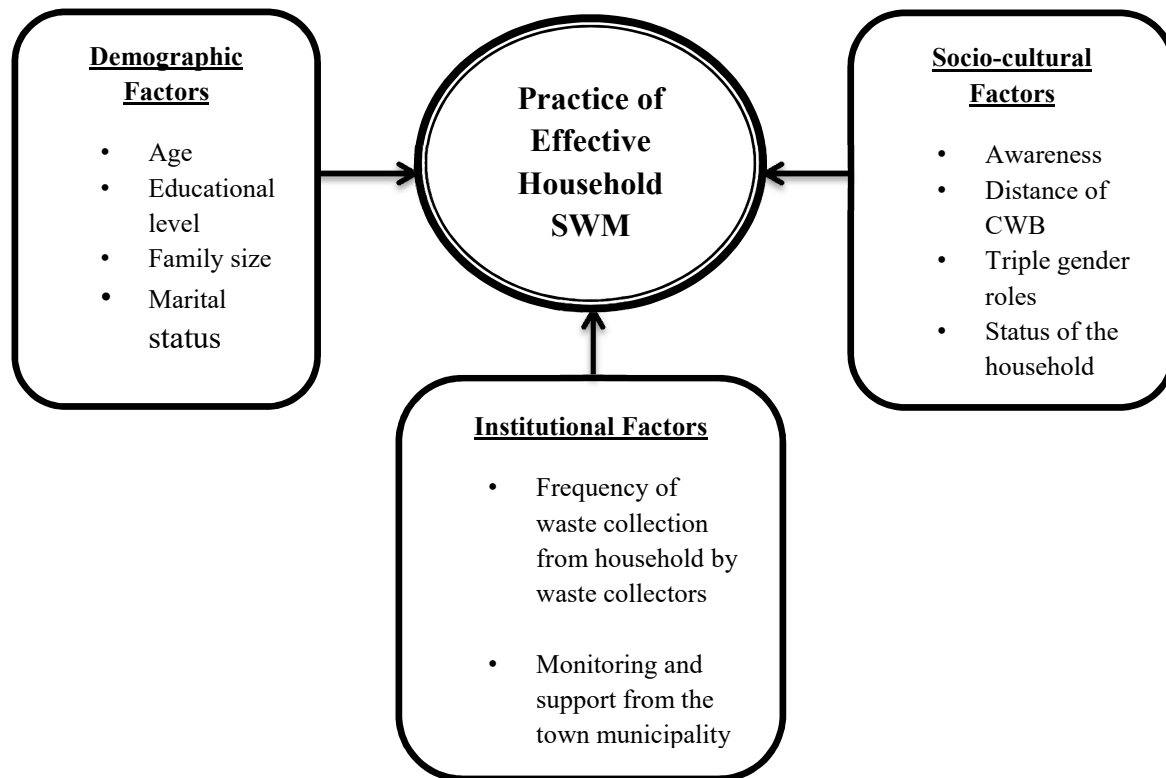 Demographic
Factors
• Age
• Educational
level
• Family size
• Marital
status
Practice of
Effective
Household
SWM
Socio-cultural
Factors
• Awareness
• Distance of
CWB
• Triple gender
roles
• Status of the
household
Institutional Factors
• Frequency of
waste collection
from household by
waste collectors
• Monitoring and
support from the
town municipality